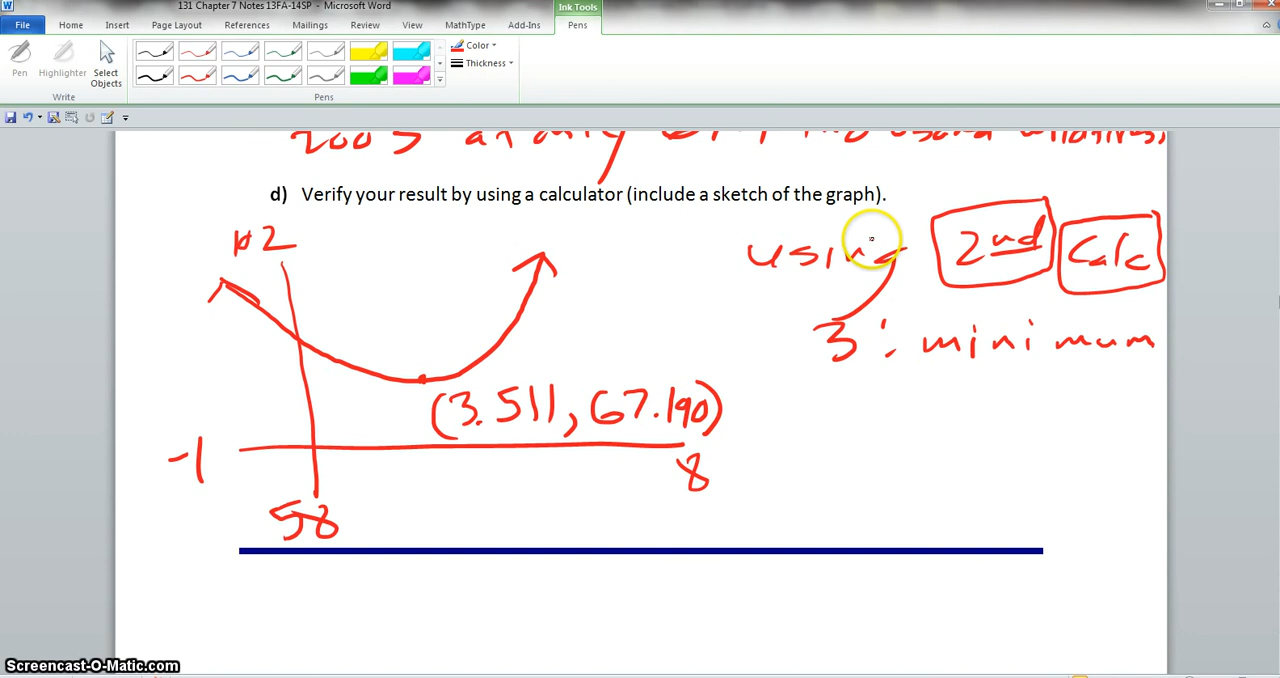 131 Chapter 7 Notes 13FA-14SP - Microsoft Word
Ink Tools
File Home Insert Page Layout References Mailings Review View MathType Add-Ins Pens
Pen Highlighter Select Objects
Color
Thickness
Write Pens
2005
d) Verify your result by using a calculator (include a sketch of the graph).
using 2nd Calc
3: minimum
(3.511, 67.190)
-1 8
58
Screencast-O-Matic.com